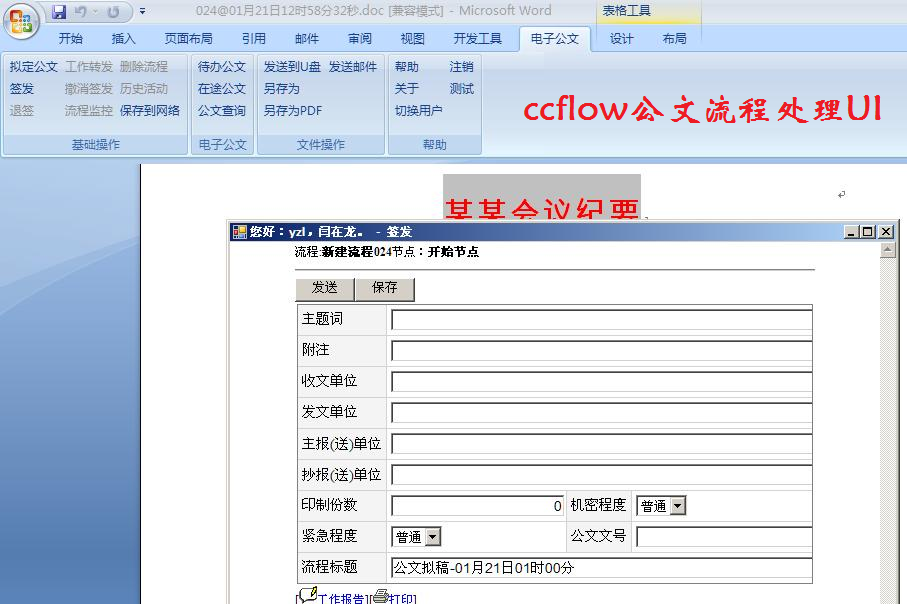 024@01月21日12时58分32秒.doc [兼容模式] - Microsoft Word
表格工具
开始 插入 页面布局 引用 邮件 审阅 视图 开发工具 电子公文 设计 布局
拟定公文 工作转发 删除流程 待办公文 发送到U盘 发送邮件 帮助 注销
签发 撤消签发 历史活动 在途公文 另存为 关于 测试
退签 流程监控 保存到网络 公文查询 另存为PDF 切换用户
基础操作 电子公文 文件操作 帮助
ccflow公文流程处理UI
某某会议纪要
您好：yzl，闫在龙。 - 签发
流程:新建流程024节点：开始节点
发送 保存
主题词
附注
收文单位
发文单位
主报(送)单位
抄报(送)单位
印制份数 0 机密程度 普通
紧急程度 普通 公文文号
流程标题 公文拟稿-01月21日01时00分
[工作报告][打印]